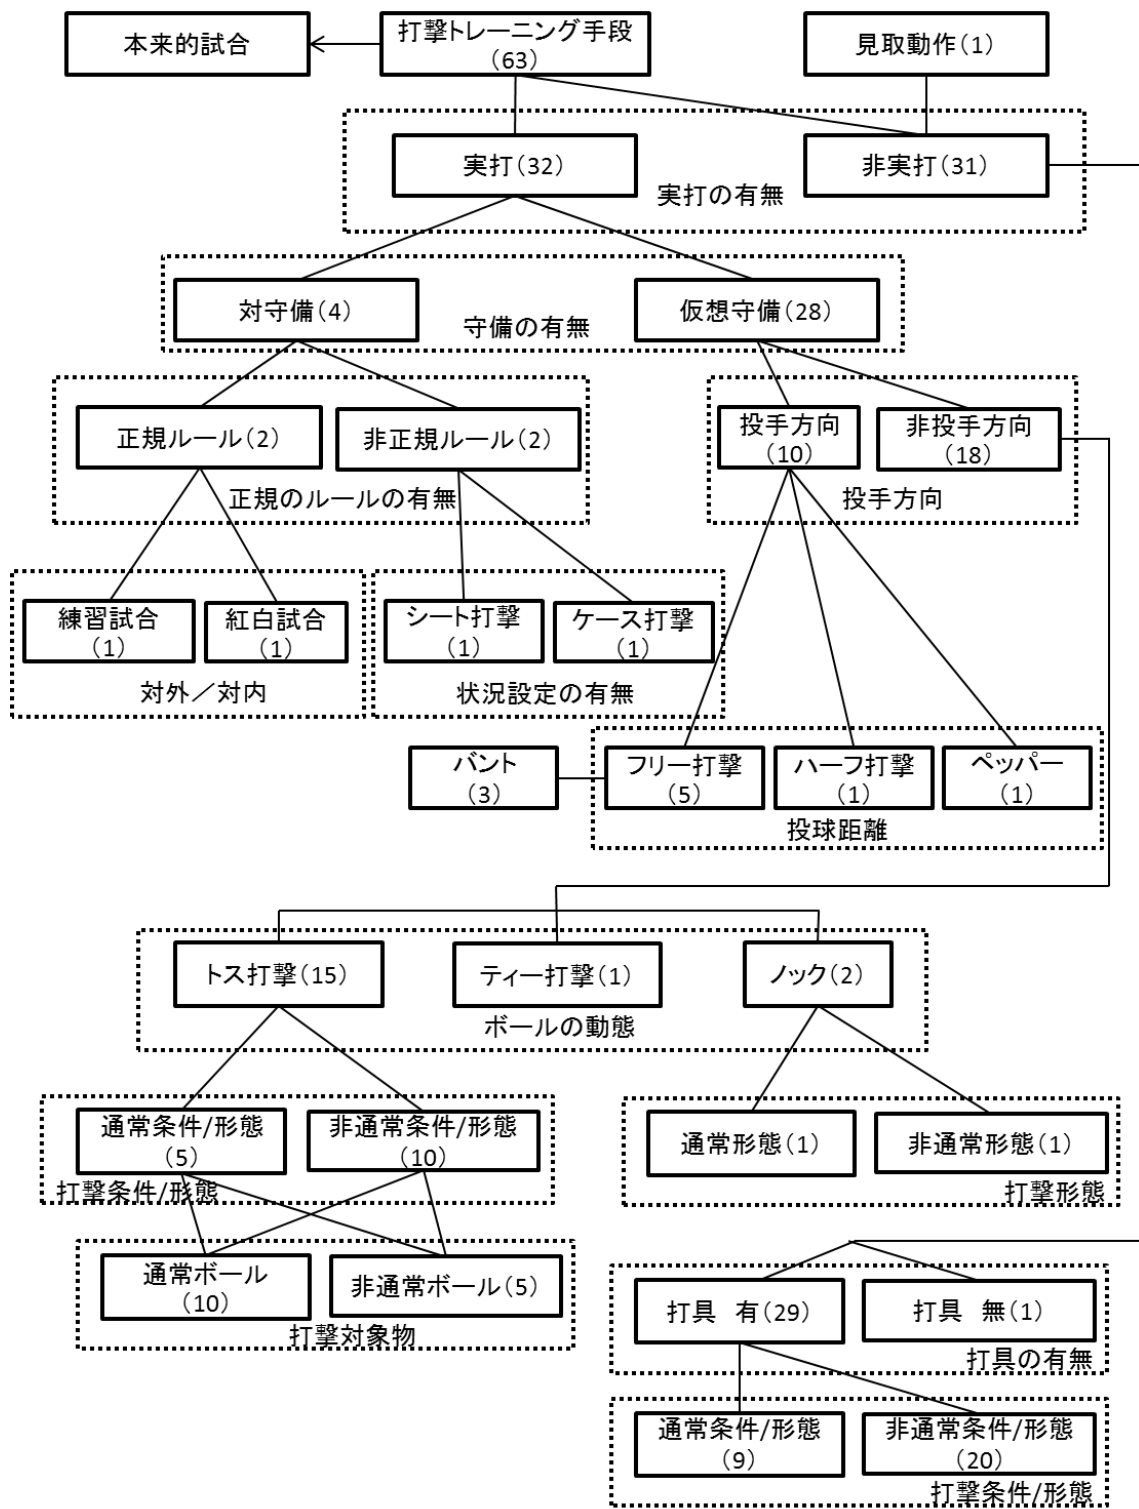 本来的試合
打撃トレーニング手段
（63）
見取動作（1）
実打（32）
非実打（31）
実打の有無
対守備（4）
仮想守備（28）
守備の有無
正規ルール（2）
非正規ルール（2）
正規のルールの有無
投手方向
（10）
非投手方向
（18）
投手方向
練習試合
（1）
紅白試合
（1）
対外／対内
シート打撃
（1）
ケース打撃
（1）
状況設定の有無
バント
（3）
フリー打撃
（5）
ハーフ打撃
（1）
ペッパー
（1）
投球距離
トス打撃（15）
ティー打撃（1）
ノック（2）
ボールの動態
通常条件/形態
（5）
非通常条件/形態
（10）
打撃条件/形態
通常形態（1）
非通常形態（1）
打撃形態
通常ボール
（10）
非通常ボール（5）
打撃対象物
打具　有（29）
打具　無（1）
打具の有無
通常条件/形態
（9）
非通常条件/形態
（20）
打撃条件/形態